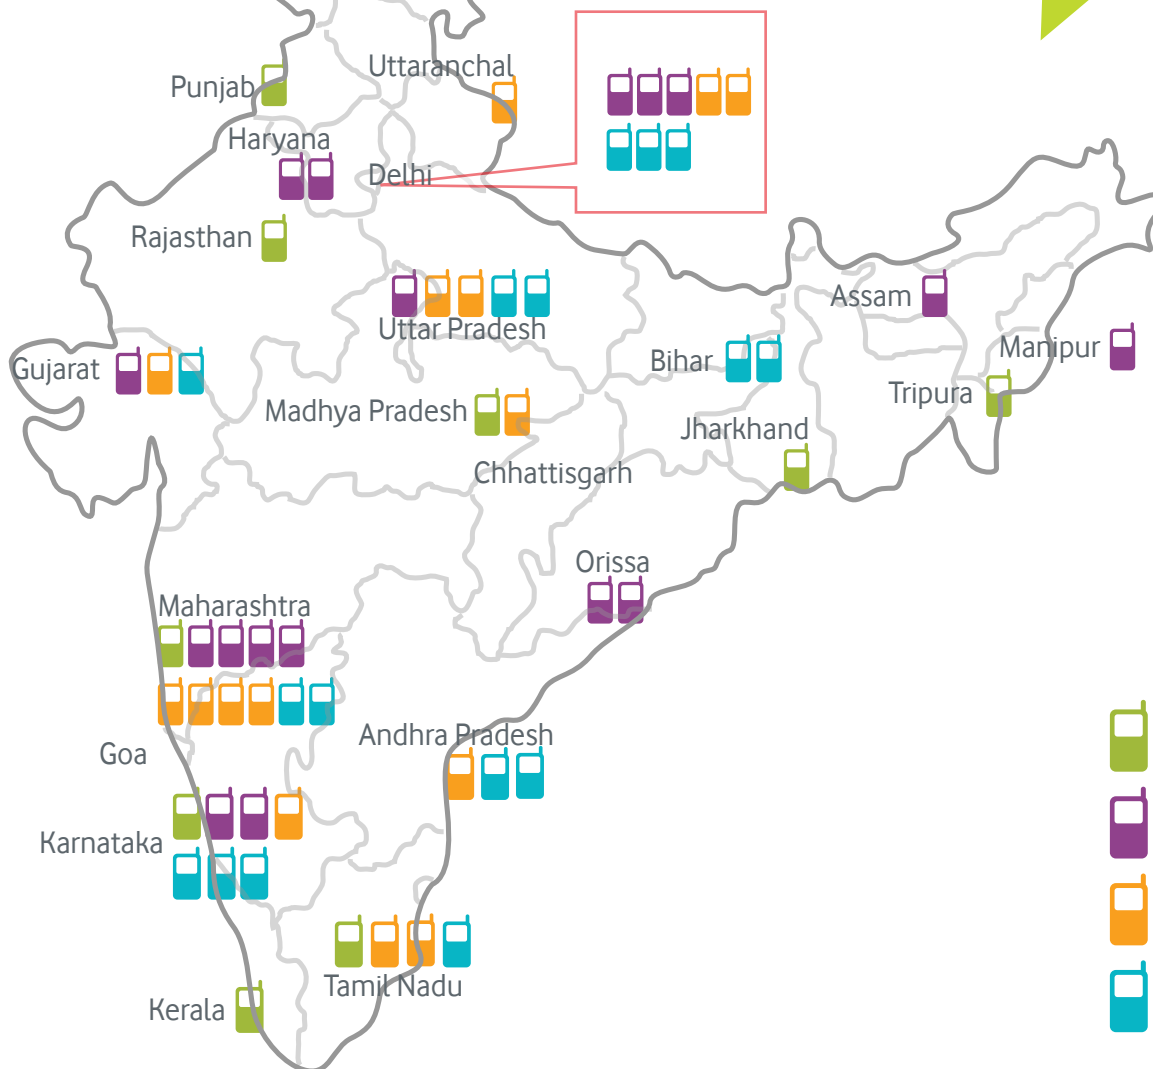 Uttaranchal
Punjab
Haryana
Delhi
Rajasthan
Assam
Uttar Pradesh
Manipur
Bihar
Gujarat
Tripura
Madhya Pradesh
Jharkhand
Chhattisgarh
Orissa
Maharashtra
Andhra Pradesh
Goa
Karnataka
Tamil Nadu
Kerala